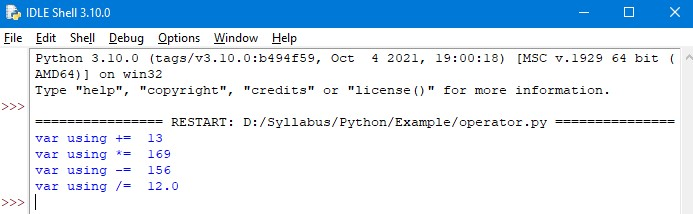 IDLE Shell 3.10.0
File Edit Shell Debug Options Window Help
Python 3.10.0 (tags/v3.10.0:b494f59, Oct  4 2021, 19:00:18) [MSC v.1929 64 bit (
AMD64)] on win32
Type "help", "copyright", "credits" or "license()" for more information.
>>>
================ RESTART: D:/Syllabus/Python/Example/operator.py ===============
var using +=  13
var using *=  169
var using -=  156
var using /=  12.0
>>>